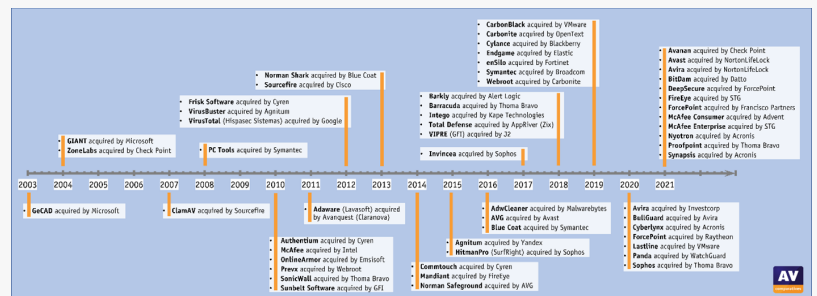 CarbonBlack acquired by VMware
Carbonite acquired by OpenText
Cylance acquired by Blackberry
Endgame acquired by Elastic
enSilo acquired by Fortinet
Symantec acquired by Broadcom
Webroot acquired by Carbonite
Avanan acquired by Check Point
Avast acquired by NortonLifeLock
Avira acquired by NortonLifeLock
BitDam acquired by Datto
DeepSecure acquired by ForcePoint
FireEye acquired by STG
ForcePoint acquired by Francisco Partners
McAfee Consumer acquired by Advent
McAfee Enterprise acquired by STG
Nyotron acquired by Acronis
Proofpoint acquired by Thoma Bravo
Synapsis acquired by Acronis
Norman Shark acquired by Blue Coat
Sourcefire acquired by Cisco
Frisk Software acquired by Cyren
VirusBuster acquired by Agnitum
VirusTotal (Hispasec Sistemas) acquired by Google
Barkly acquired by Alert Logic
Barracuda acquired by Thoma Bravo
Intego acquired by Kape Technologies
Total Defense acquired by AppRiver (Zix)
VIPRE (GFI) acquired by J2
GIANT acquired by Microsoft
ZoneLabs acquired by Check Point
PC Tools acquired by Symantec
Invincea acquired by Sophos
2003 2004 2005 2006 2007 2008 2009 2010 2011 2012 2013 2014 2015 2016 2017 2018 2019 2020 2021
GeCAD acquired by Microsoft
ClamAV acquired by Sourcefire
Adaware (Lavasoft) acquired
by Avanquest (Claranova)
AdwCleaner acquired by Malwarebytes
AVG acquired by Avast
Blue Coat acquired by Symantec
Avira acquired by Investcorp
BullGuard acquired by Avira
Cyberlynx acquired by Acronis
ForcePoint acquired by Raytheon
Lastline acquired by VMware
Panda acquired by WatchGuard
Sophos acquired by Thoma Bravo
Authentium acquired by Cyren
McAfee acquired by Intel
OnlineArmor acquired by Emsisoft
Prevx acquired by Webroot
SonicWall acquired by Thoma Bravo
Sunbelt Software acquired by GFI
Agnitum acquired by Yandex
HitmanPro (SurfRight) acquired by Sophos
Commtouch acquired by Cyren
Mandiant acquired by FireEye
Norman Safeground acquired by AVG
AV
comparatives